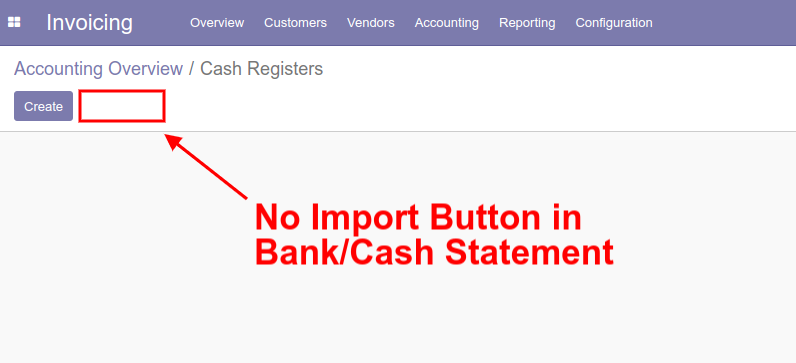 Invoicing Overview Customers Vendors Accounting Reporting Configuration
Accounting Overview / Cash Registers
Create
No Import Button in
Bank/Cash Statement